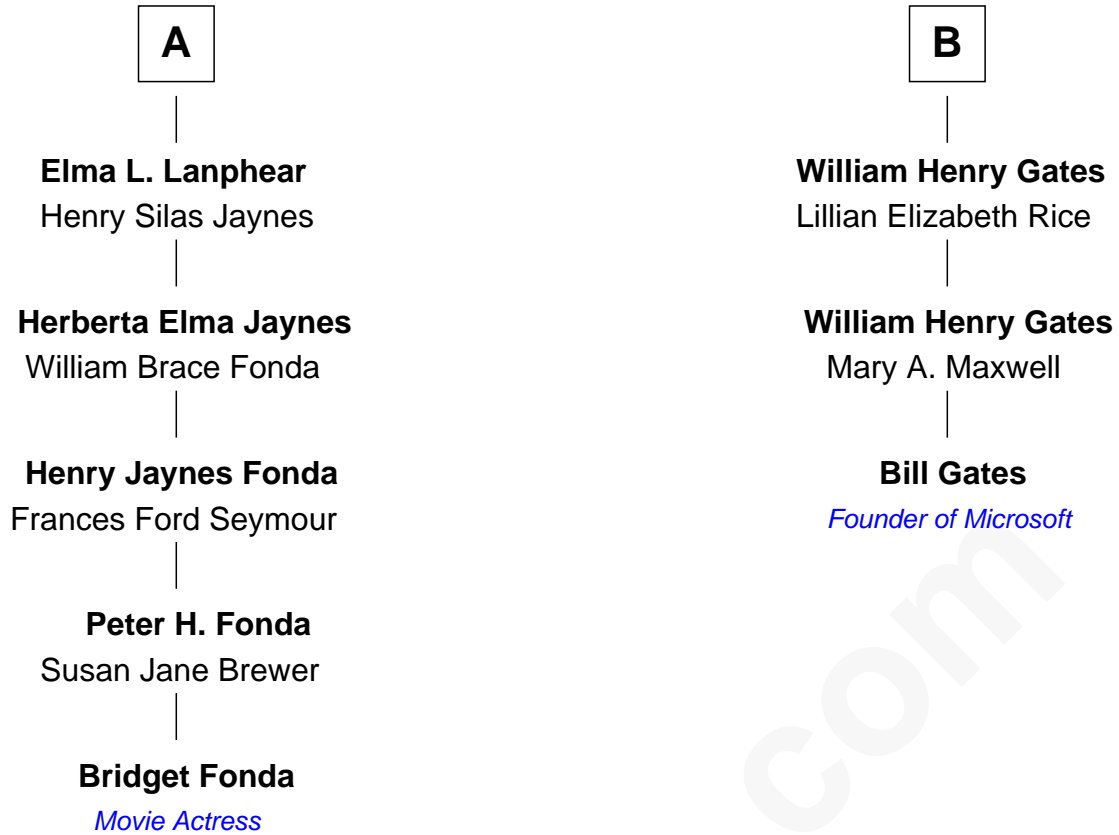 A
Elma L. Lanphear
Henry Silas Jaynes
Herberta Elma Jaynes
William Brace Fonda
Henry Jaynes Fonda
Frances Ford Seymour
Peter H. Fonda
Susan Jane Brewer
Bridget Fonda
Movie Actress
B
William Henry Gates
Lillian Elizabeth Rice
William Henry Gates
Mary A. Maxwell
Bill Gates
Founder of Microsoft
com